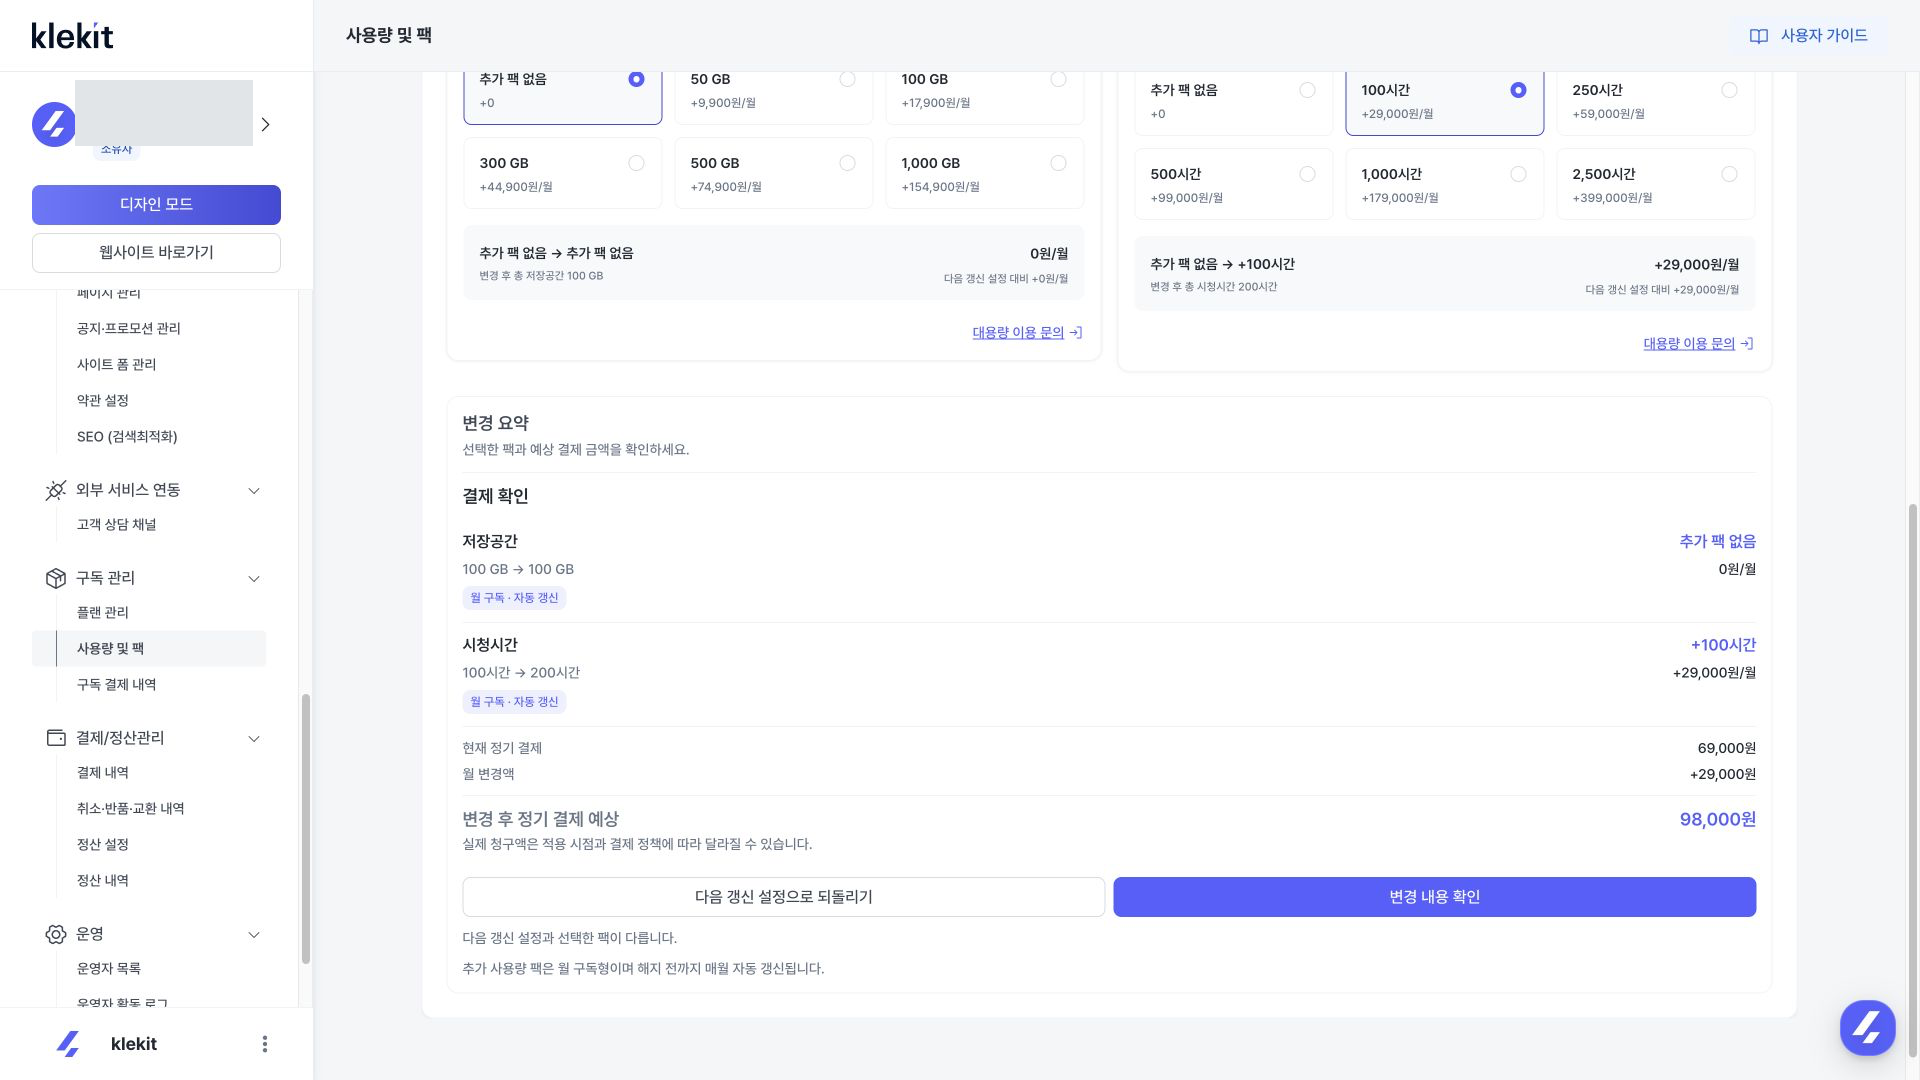 klekit
사용량 및 팩
사용자 가이드
소유자
디자인 모드
웹사이트 바로가기
페이지 관리
공지·프로모션 관리
사이트 폼 관리
약관 설정
SEO (검색최적화)
외부 서비스 연동
고객 상담 채널
구독 관리
플랜 관리
사용량 및 팩
구독 결제 내역
결제/정산관리
결제 내역
취소·반품·교환 내역
정산 설정
정산 내역
운영
운영자 목록
운영자 활동 로그
klekit
추가 팩 없음
+0
50 GB
+9,900원/월
100 GB
+17,900원/월
300 GB
+44,900원/월
500 GB
+74,900원/월
1,000 GB
+154,900원/월
추가 팩 없음 → 추가 팩 없음
0원/월
변경 후 총 저장공간 100 GB
다음 갱신 설정 대비 +0원/월
대용량 이용 문의
추가 팩 없음
+0
100시간
+29,000원/월
250시간
+59,000원/월
500시간
+99,000원/월
1,000시간
+179,000원/월
2,500시간
+399,000원/월
추가 팩 없음 → +100시간
+29,000원/월
변경 후 총 시청시간 200시간
다음 갱신 설정 대비 +29,000원/월
대용량 이용 문의
변경 요약
선택한 팩과 예상 결제 금액을 확인하세요.
결제 확인
저장공간
추가 팩 없음
100 GB → 100 GB
0원/월
월 구독 · 자동 갱신
시청시간
+100시간
100시간 → 200시간
+29,000원/월
월 구독 · 자동 갱신
현재 정기 결제
69,000원
월 변경액
+29,000원
변경 후 정기 결제 예상
98,000원
실제 청구액은 적용 시점과 결제 정책에 따라 달라질 수 있습니다.
다음 갱신 설정으로 되돌리기
변경 내용 확인
다음 갱신 설정과 선택한 팩이 다릅니다.
추가 사용량 팩은 월 구독형이며 해지 전까지 매월 자동 갱신됩니다.